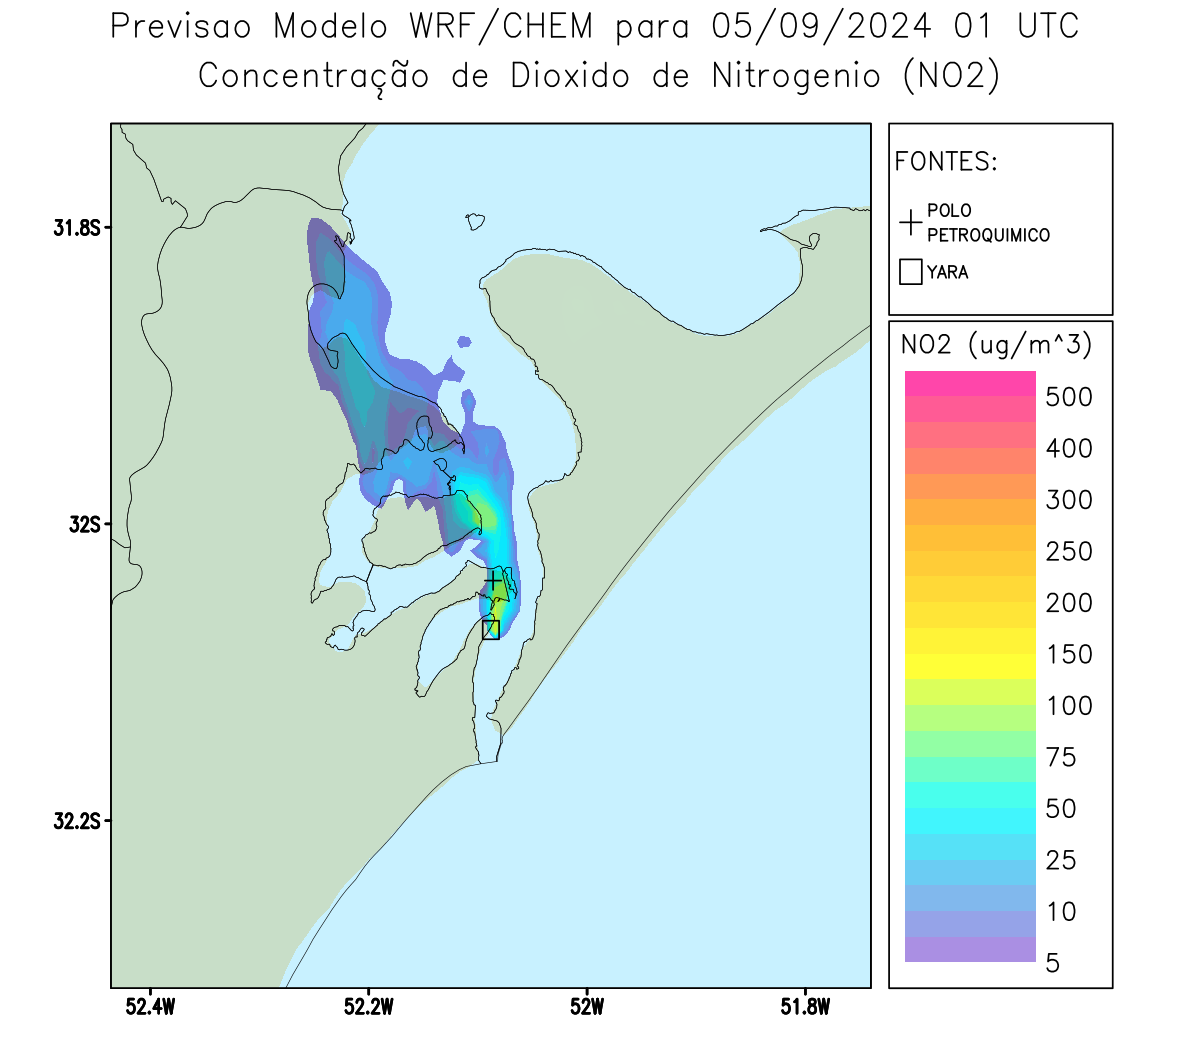 Previsao Modelo WRF/CHEM para 05/09/2024 01 UTC
Concentração de Dioxido de Nitrogenio (NO2)
FONTES:
POLO
PETROQUIMICO
YARA
NO2 (ug/m^3)
500
400
300
250
200
150
100
75
50
25
10
5
31.8S
32S
32.2S
52.4W
52.2W
52W
51.8W